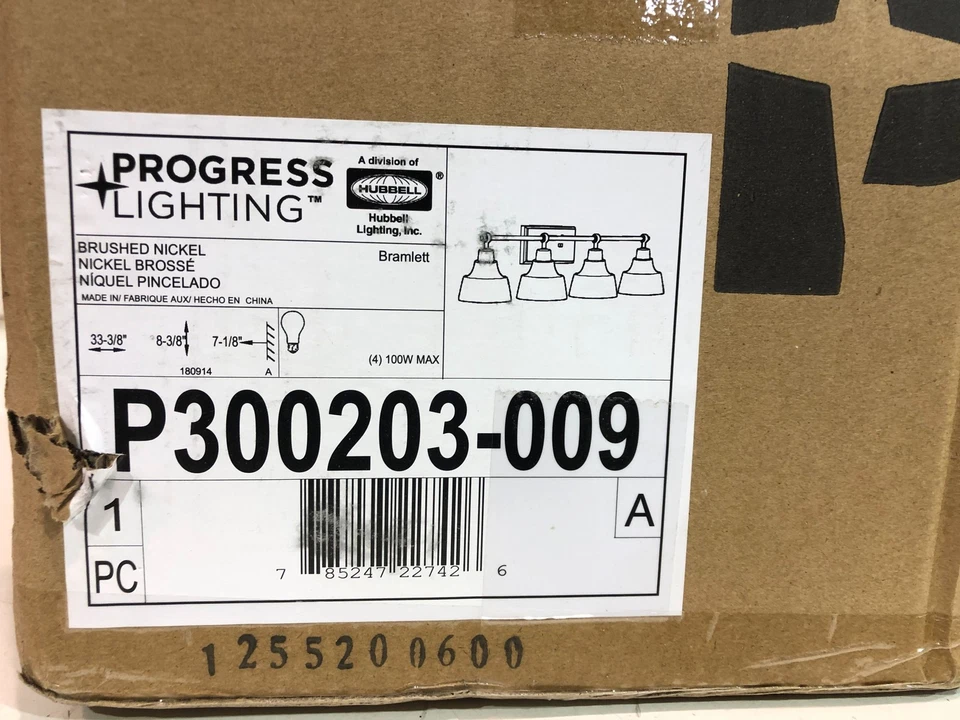 PROGRESS
LIGHTING™
A division of
HUBBELL®
Hubbell
Lighting, Inc.
BRUSHED NICKEL
NICKEL BROSSÉ
NÍQUEL PINCELADO
Bramlett
MADE IN/ FABRIQUE AUX/ HECHO EN CHINA
33-3/8" 8-3/8" 7-1/8"
180914 A
(4) 100W MAX
P300203-009
1
PC
A
7 85247 22742 6
1255200600